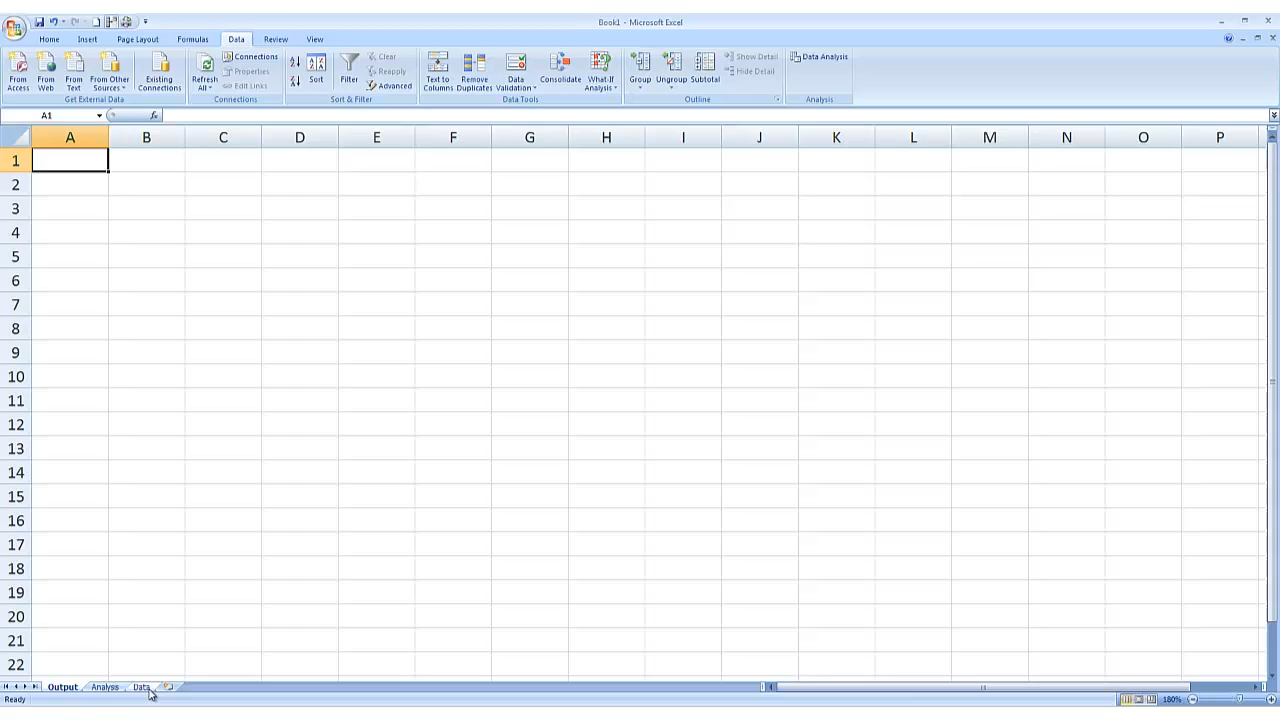 Book1 - Microsoft Excel
Home Insert Page Layout Formulas Data Review View
From Access
From Web
From Text
From Other Sources
Existing Connections
Get External Data
Refresh All
Connections
Properties
Edit Links
Connections
Sort
Filter
Clear
Reapply
Advanced
Sort & Filter
Text to Columns
Remove Duplicates
Data Validation
Consolidate
What-If Analysis
Data Tools
Group
Ungroup
Subtotal
Show Detail
Hide Detail
Outline
Data Analysis
Analysis
A1 fx
A B C D E F G H I J K L M N O P
1
2
3
4
5
6
7
8
9
10
11
12
13
14
15
16
17
18
19
20
21
22
Output Analysis Data
Ready 180%